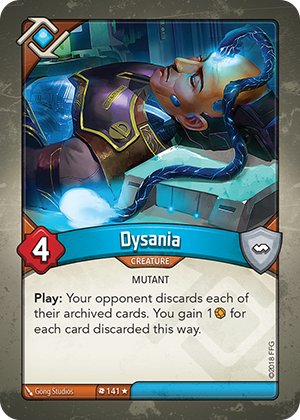 Dysania
CREATURE
4
MUTANT
Play: Your opponent discards each of
their archived cards. You gain 1 for
each card discarded this way.
©2018 FFG
Gong Studios
141★